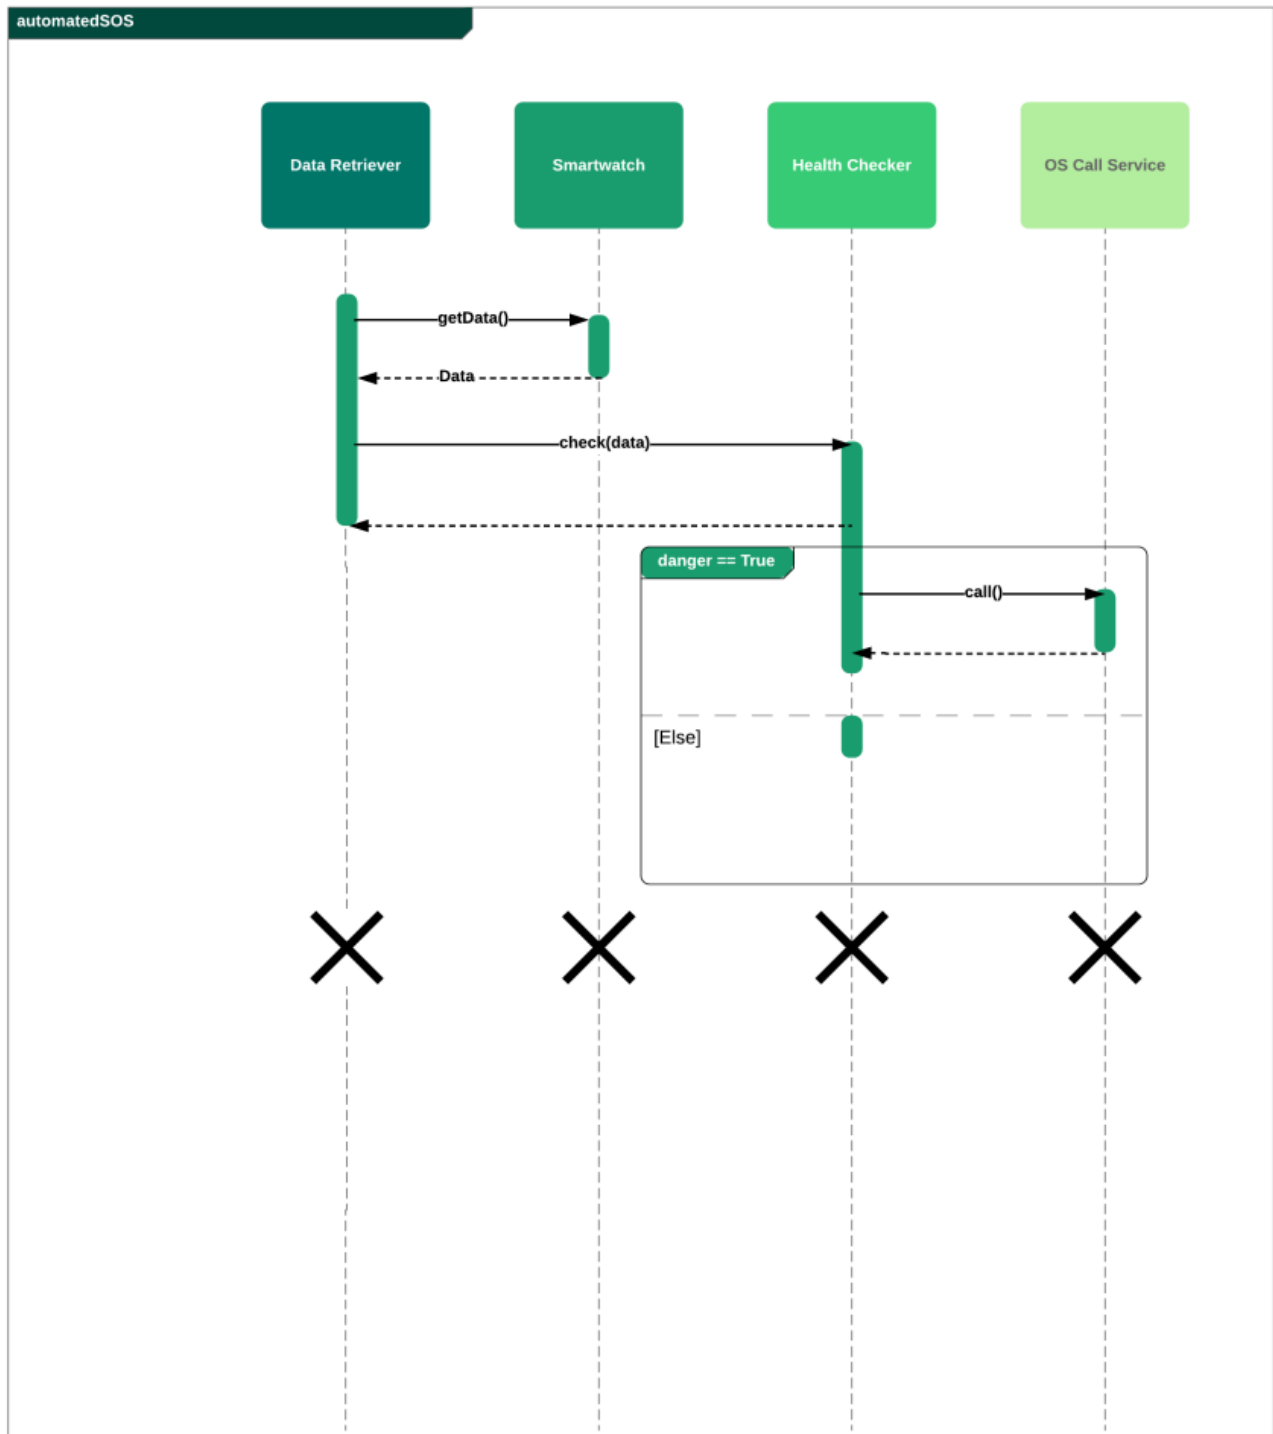 automatedSOS
Data Retriever
Smartwatch
Health Checker
OS Call Service
getData()
Data
check(data)
danger == True
call()
[Else]